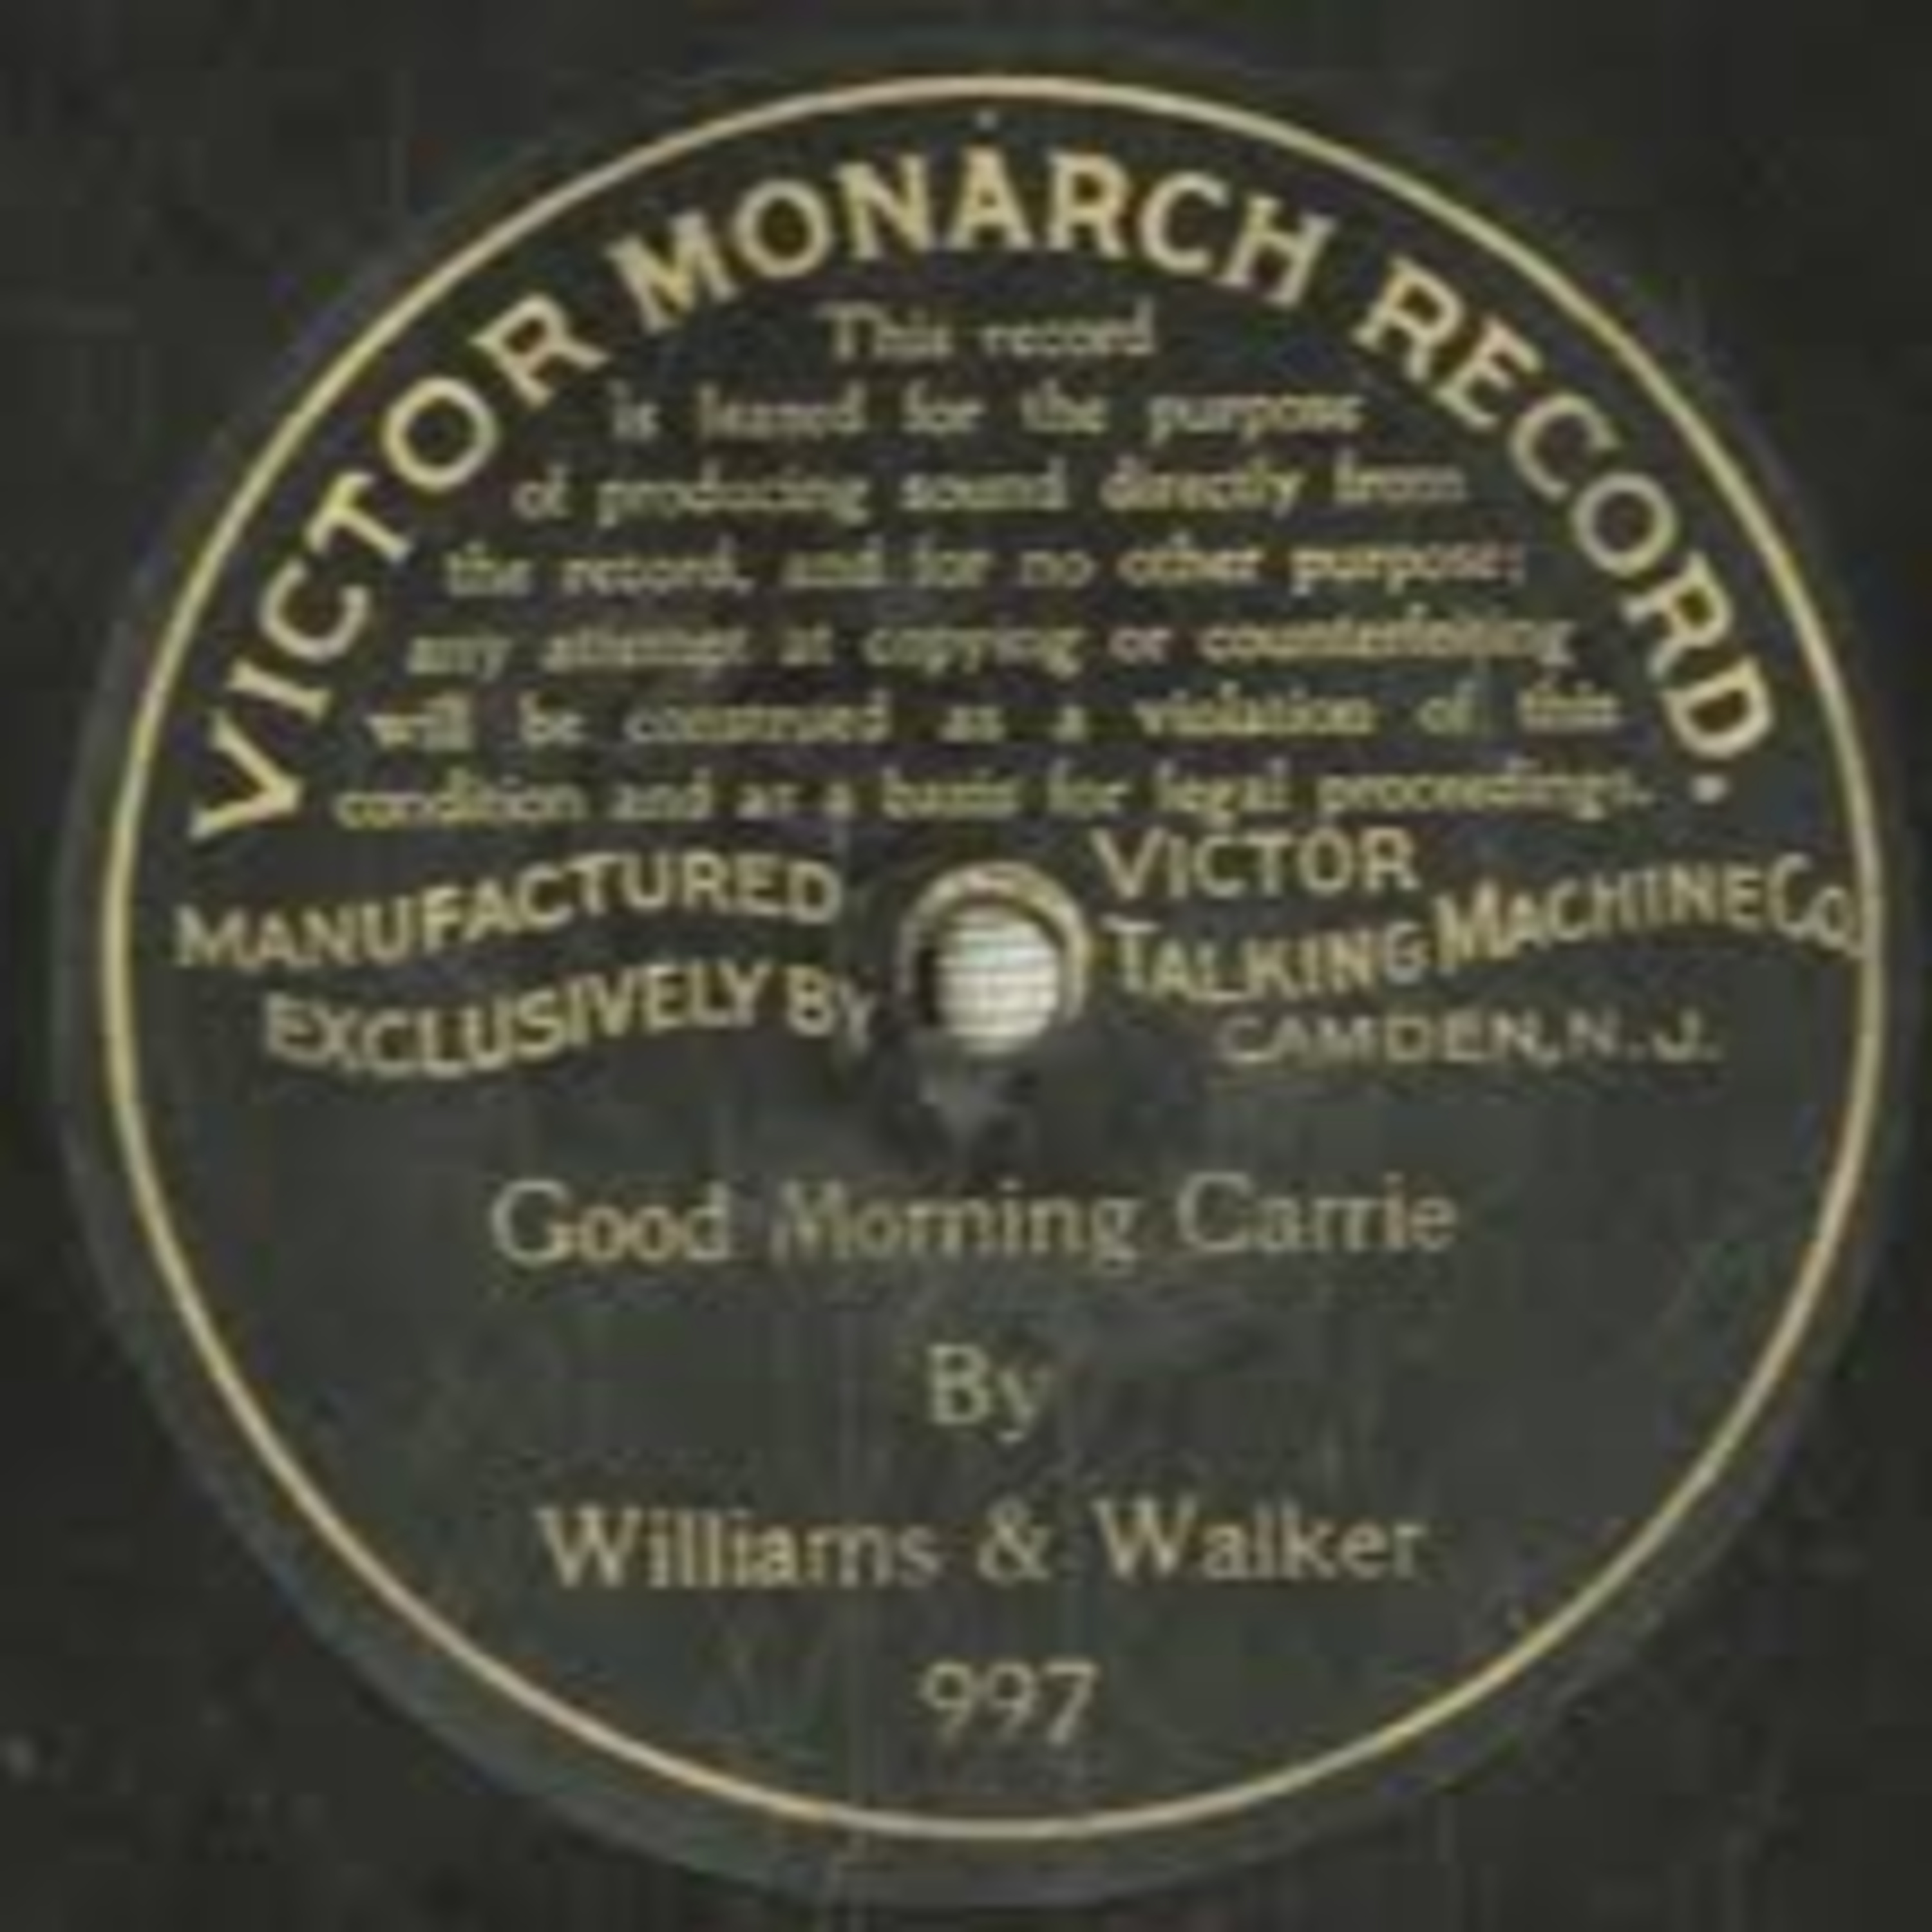 VICTOR MONARCH RECORD.
This record
is leased for the purpose
of producing sound directly from
the record, and for no other purpose;
any attempt at copying or counterfeiting
will be construed as a violation of this
condition and as a basis for legal proceedings.
MANUFACTURED
EXCLUSIVELY BY
VICTOR
TALKING MACHINE CO.
CAMDEN, N.J.
Good Morning Carrie
By
Williams & Walker
997